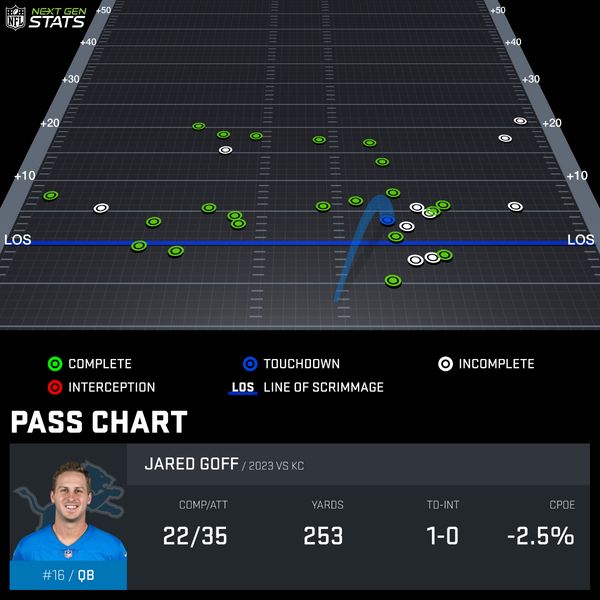 NFL NEXT GEN STATS
+50 +50
+40 +40
+30 +30
+20 +20
+10 +10
LOS LOS
COMPLETE TOUCHDOWN INCOMPLETE
INTERCEPTION LOS LINE OF SCRIMMAGE
PASS CHART
JARED GOFF / 2023 VS KC
COMP/ATT YARDS TD-INT CPOE
22/35 253 1-0 -2.5%
#16 / QB